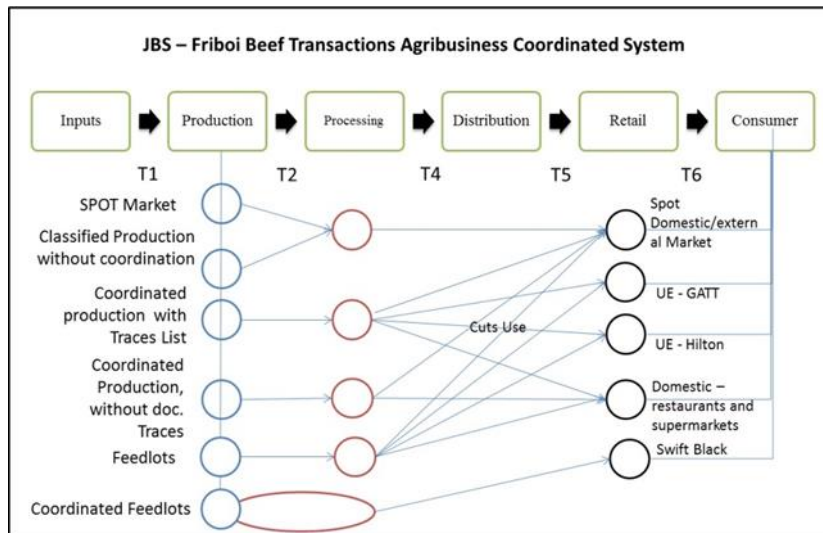 JBS – Friboi Beef Transactions Agribusiness Coordinated System
Inputs
Production
Processing
Distribution
Retail
Consumer
T1
T2
T4
T5
T6
SPOT Market
Classified Production
without coordination
Coordinated
production with
Traces List
Coordinated
Production,
without doc.
Traces
Feedlots
Coordinated Feedlots
Cuts Use
Spot
Domestic/extern
al Market
UE - GATT
UE - Hilton
Domestic –
restaurants and
supermarkets
Swift Black